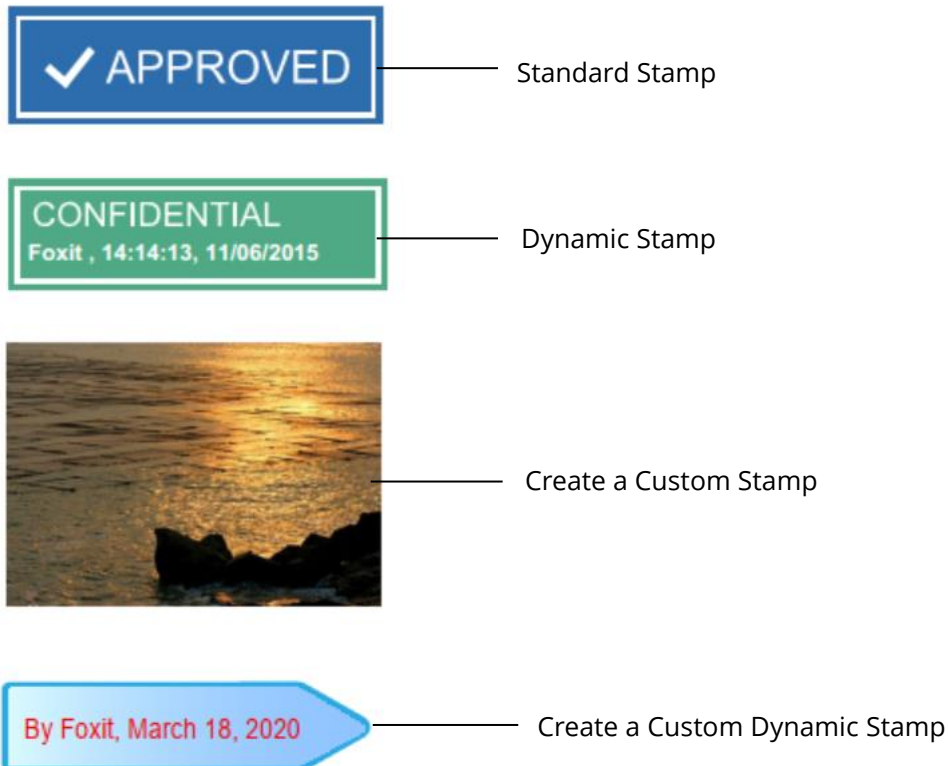 ✓ APPROVED
Standard Stamp
CONFIDENTIAL
Foxit , 14:14:13, 11/06/2015
Dynamic Stamp
Create a Custom Stamp
By Foxit, March 18, 2020
Create a Custom Dynamic Stamp